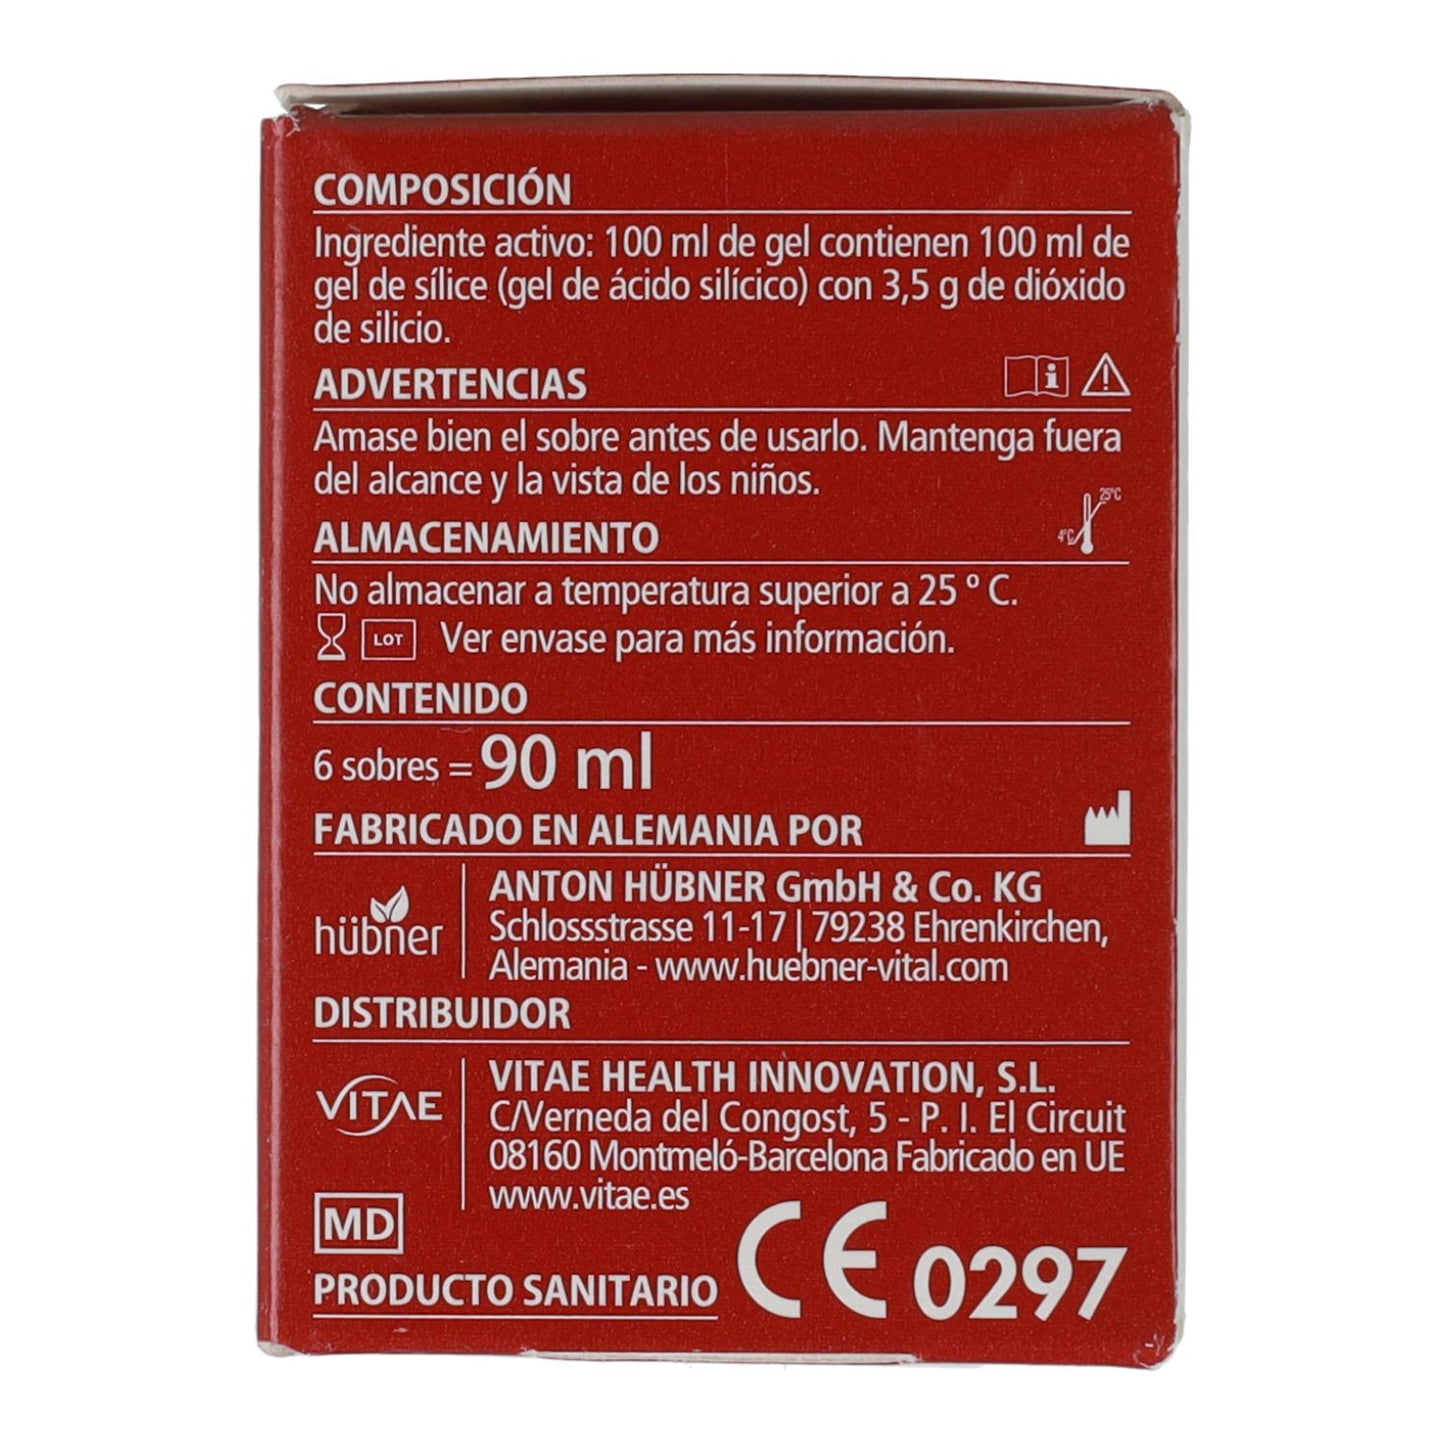 COMPOSICIÓN
Ingrediente activo: 100 ml de gel contienen 100 ml de
gel de sílice (gel de ácido silícico) con 3,5 g de dióxido
de silicio.
ADVERTENCIAS
Amase bien el sobre antes de usarlo. Mantenga fuera
del alcance y la vista de los niños.
25°C
4°C
ALMACENAMIENTO
No almacenar a temperatura superior a 25 º C.
LOT Ver envase para más información.
CONTENIDO
6 sobres = 90 ml
FABRICADO EN ALEMANIA POR
hübner
ANTON HÜBNER GmbH & Co. KG
Schlossstrasse 11-17 | 79238 Ehrenkirchen,
Alemania - www.huebner-vital.com
DISTRIBUIDOR
VITAE
VITAE HEALTH INNOVATION, S.L.
C/Verneda del Congost, 5 - P. I. El Circuit
08160 Montmeló-Barcelona Fabricado en UE
www.vitae.es
MD
PRODUCTO SANITARIO
CE 0297